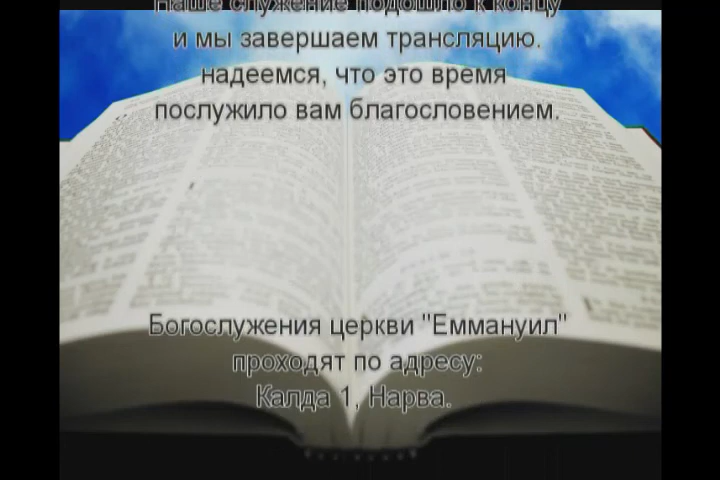 Наше служение подошло к концу
и мы завершаем трансляцию.
надеемся, что это время
послужило вам благословением.
Богослужения церкви "Еммануил"
проходят по адресу:
Калда 1, Нарва.